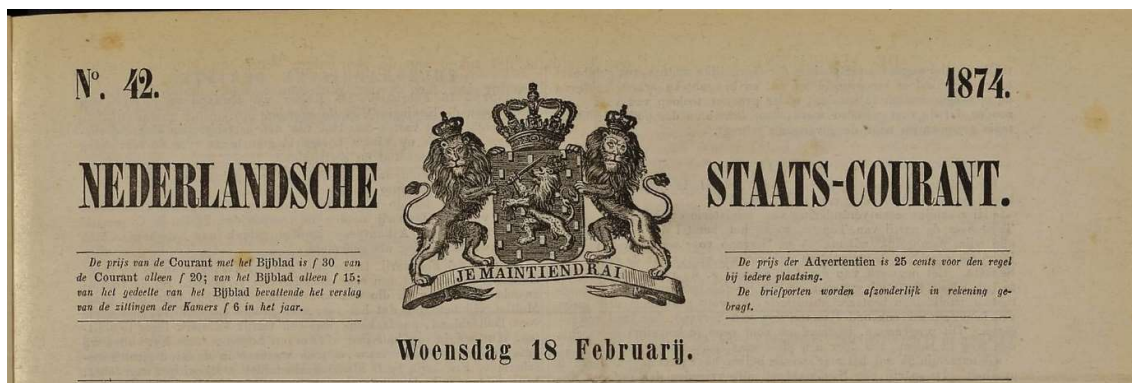 Nº. 42.
1874.
NEDERLANDSCHE
STAATS-COURANT.
JE MAINTIENDRAI
De prijs van de Courant met het Bijblad is f 30 van
de Courant alleen f 20; van het Bijblad alleen f 15;
van het gedeelte van het Bijblad bevattende het verslag
van de zittingen der Kamers f 6 in het jaar.
De prijs der Advertentien is 25 cents voor den regel
bij iedere plaatsing.
De briefporten worden afzonderlijk in rekening ge-
bragt.
Woensdag 18 Februarij.